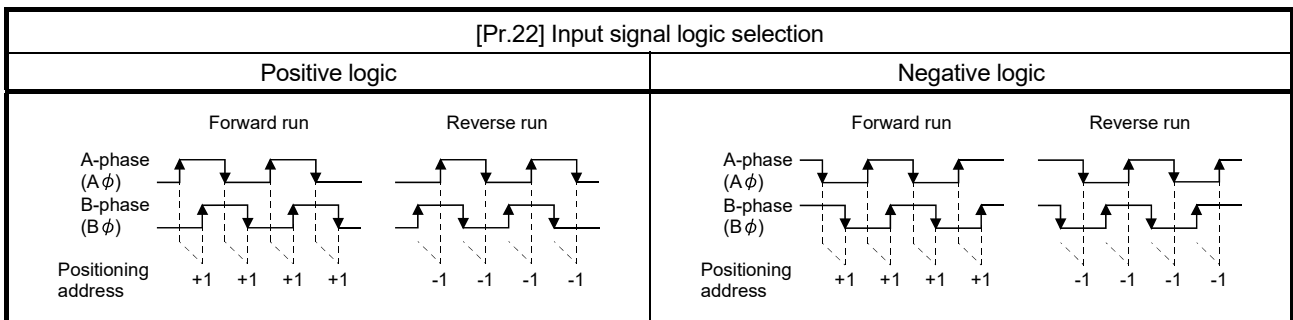 [Pr.22] Input signal logic selection
Positive logic
Negative logic
Forward run
Reverse run
A-phase
(Aϕ)
B-phase
(Bϕ)
Positioning
address
+1 +1 +1 +1
-1 -1 -1 -1
Forward run
Reverse run
A-phase
(Aϕ)
B-phase
(Bϕ)
Positioning
address
+1 +1 +1 +1
-1 -1 -1 -1